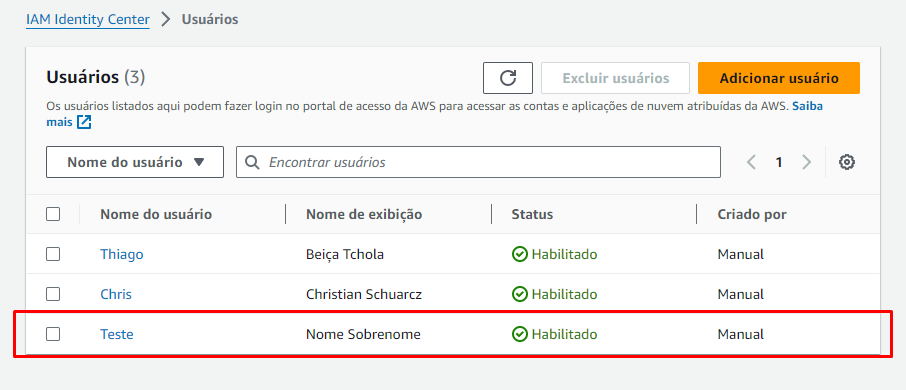 IAM Identity Center > Usuários
Usuários (3)
Excluir usuários
Adicionar usuário
Os usuários listados aqui podem fazer login no portal de acesso da AWS para acessar as contas e aplicações de nuvem atribuídas da AWS. Saiba
mais
Nome do usuário
Encontrar usuários
1
Nome do usuário Nome de exibição Status Criado por
Thiago Beiça Tchola Habilitado Manual
Chris Christian Schuarcz Habilitado Manual
Teste Nome Sobrenome Habilitado Manual